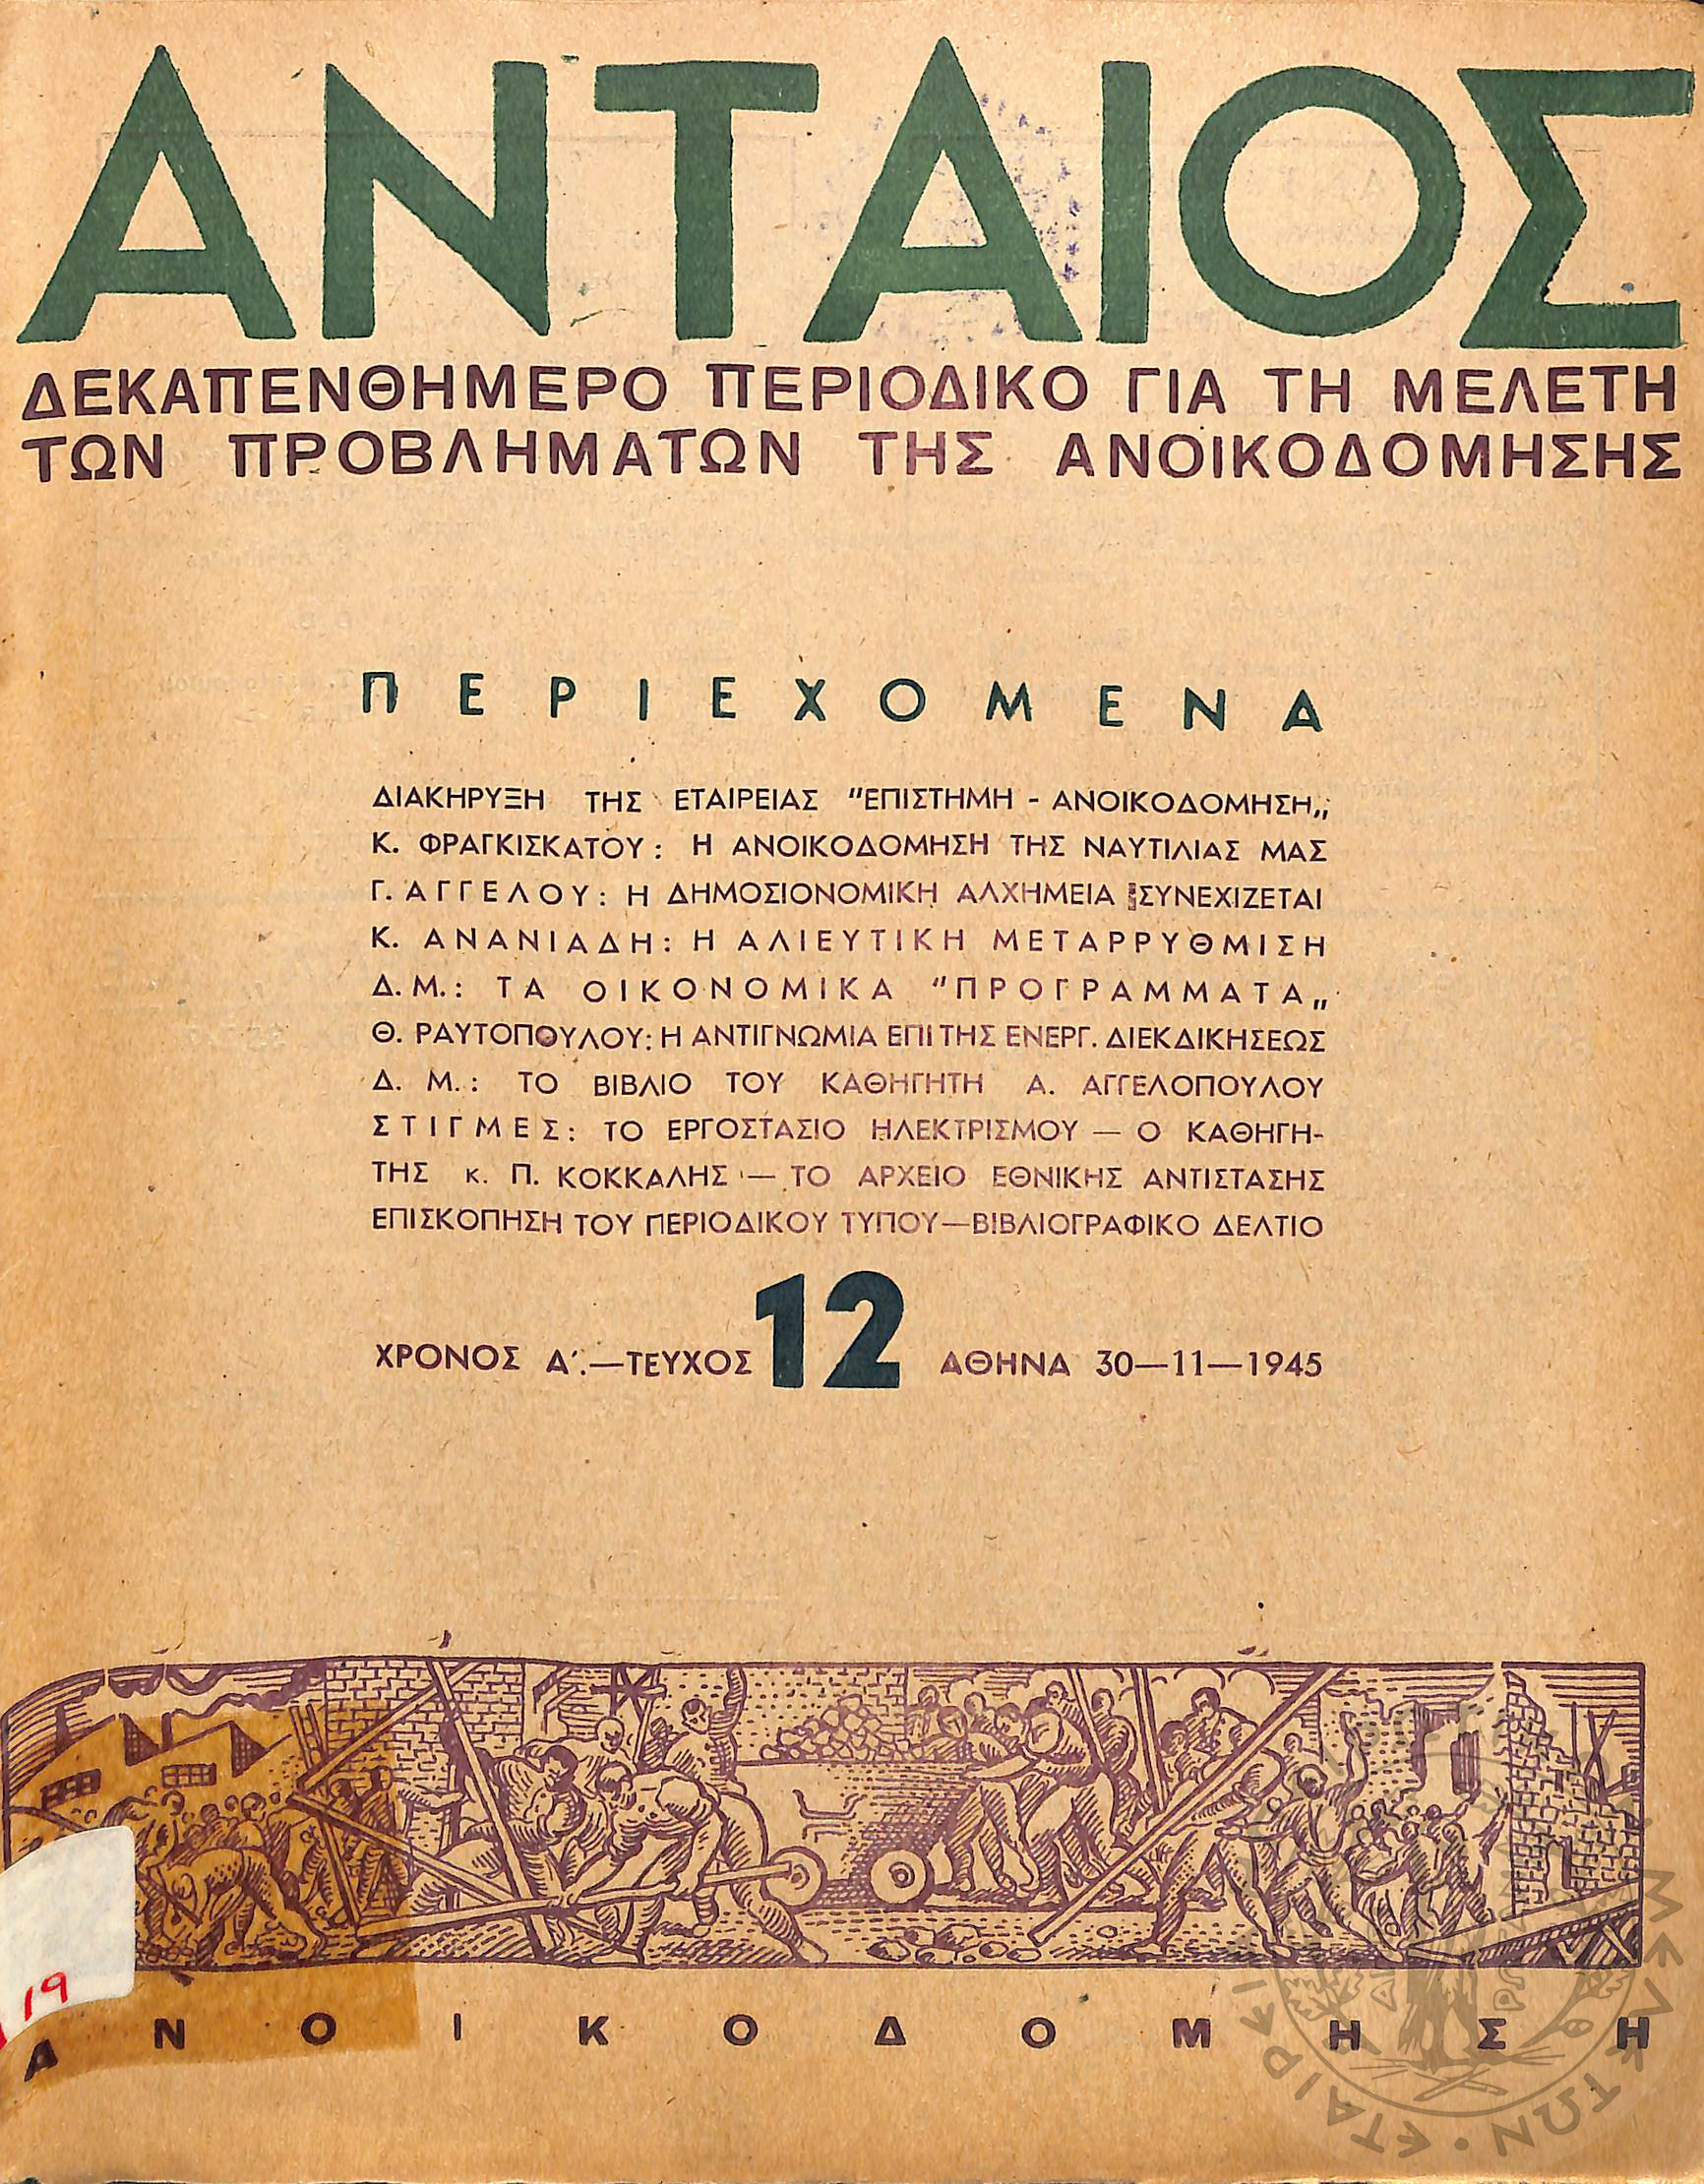 ΑΝΤΑΙΟΣ
ΔΕΚΑΠΕΝΘΗΜΕΡΟ ΠΕΡΙΟΔΙΚΟ ΓΙΑ ΤΗ ΜΕΛΕΤΗ
ΤΩΝ ΠΡΟΒΛΗΜΑΤΩΝ ΤΗΣ ΑΝΟΙΚΟΔΟΜΗΣΗΣ
ΠΕΡΙΕΧΟΜΕΝΑ
ΔΙΑΚΗΡΥΞΗ ΤΗΣ ΕΤΑΙΡΕΙΑΣ "ΕΠΙΣΤΗΜΗ - ΑΝΟΙΚΟΔΟΜΗΣΗ„
Κ. ΦΡΑΓΚΙΣΚΑΤΟΥ: Η ΑΝΟΙΚΟΔΟΜΗΣΗ ΤΗΣ ΝΑΥΤΙΛΙΑΣ ΜΑΣ
Γ. ΑΓΓΕΛΟΥ: Η ΔΗΜΟΣΙΟΝΟΜΙΚΗ ΑΛΧΗΜΕΙΑ ΣΥΝΕΧΙΖΕΤΑΙ
Κ. ΑΝΑΝΙΑΔΗ: Η ΑΛΙΕΥΤΙΚΗ ΜΕΤΑΡΡΥΘΜΙΣΗ
Δ.Μ.: ΤΑ ΟΙΚΟΝΟΜΙΚΑ "ΠΡΟΓΡΑΜΜΑΤΑ„
Θ. ΡΑΥΤΟΠΟΥΛΟΥ: Η ΑΝΤΙΓΝΩΜΙΑ ΕΠΙ ΤΗΣ ΕΝΕΡΓ. ΔΙΕΚΔΙΚΗΣΕΩΣ
Δ. Μ.: ΤΟ ΒΙΒΛΙΟ ΤΟΥ ΚΑΘΗΓΗΤΗ Α. ΑΓΓΕΛΟΠΟΥΛΟΥ
ΣΤΙΓΜΕΣ: ΤΟ ΕΡΓΟΣΤΑΣΙΟ ΗΛΕΚΤΡΙΣΜΟΥ — Ο ΚΑΘΗΓΗ-
ΤΗΣ κ. Π. ΚΟΚΚΑΛΗΣ — ΤΟ ΑΡΧΕΙΟ ΕΘΝΙΚΗΣ ΑΝΤΙΣΤΑΣΗΣ
ΕΠΙΣΚΟΠΗΣΗ ΤΟΥ ΠΕΡΙΟΔΙΚΟΥ ΤΥΠΟΥ—ΒΙΒΛΙΟΓΡΑΦΙΚΟ ΔΕΛΤΙΟ
ΧΡΟΝΟΣ Α΄.—ΤΕΥΧΟΣ 12 ΑΘΗΝΑ 30—11—1945
19
ΑΝΟΙΚΟΔΟΜΗΣΗ